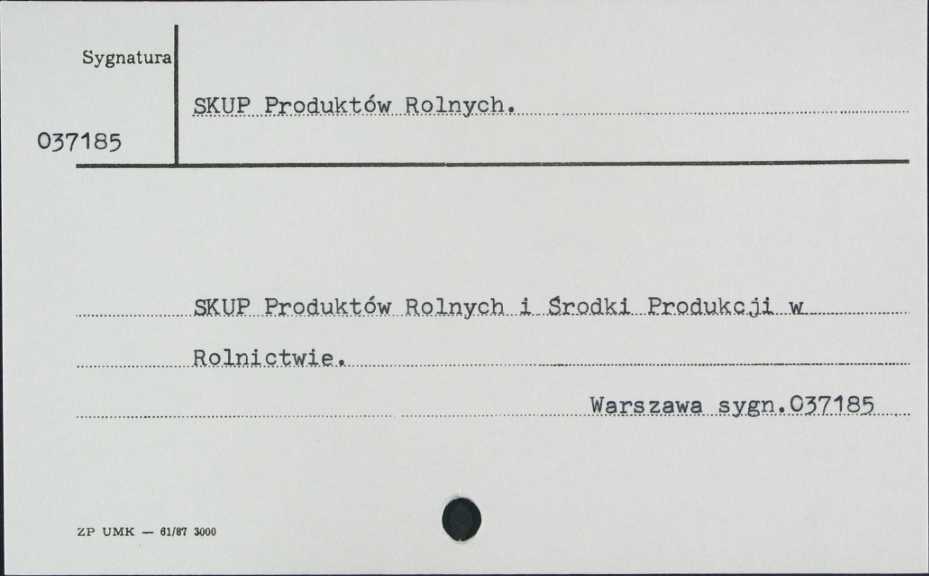 Sygnatura
SKUP Produktów Rolnych.
037185
SKUP Produktów Rolnych i Środki Produkcji w
Rolnictwie.
Warszawa sygn.037185
ZP UMK — 61/87 3000